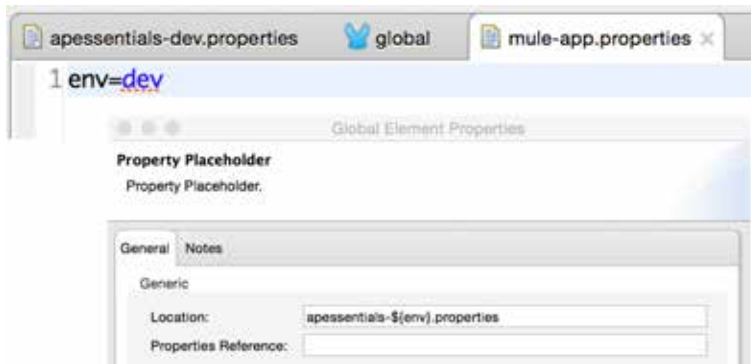 apessentials-dev.properties global mule-app.properties
1 env=dev
Global Element Properties
Property Placeholder
Property Placeholder.
General Notes
Generic
Location: apessentials-${env}.properties
Properties Reference: